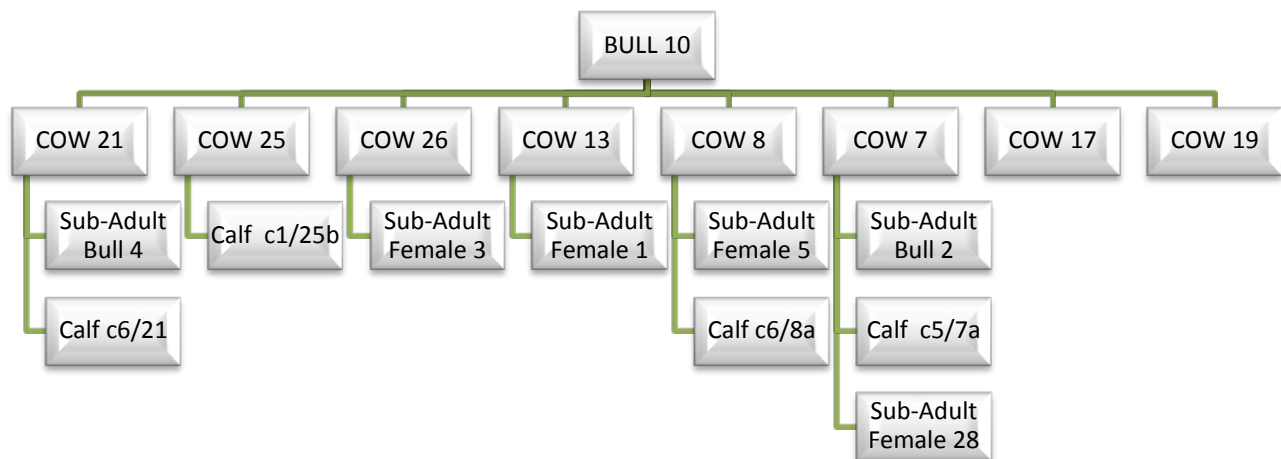 BULL 10
COW 21
COW 25
COW 26
COW 13
COW 8
COW 7
COW 17
COW 19
Sub-Adult
Bull 4
Calf c1/25b
Sub-Adult
Female 3
Sub-Adult
Female 1
Sub-Adult
Female 5
Sub-Adult
Bull 2
Calf c6/21
Calf c6/8a
Calf c5/7a
Sub-Adult
Female 28